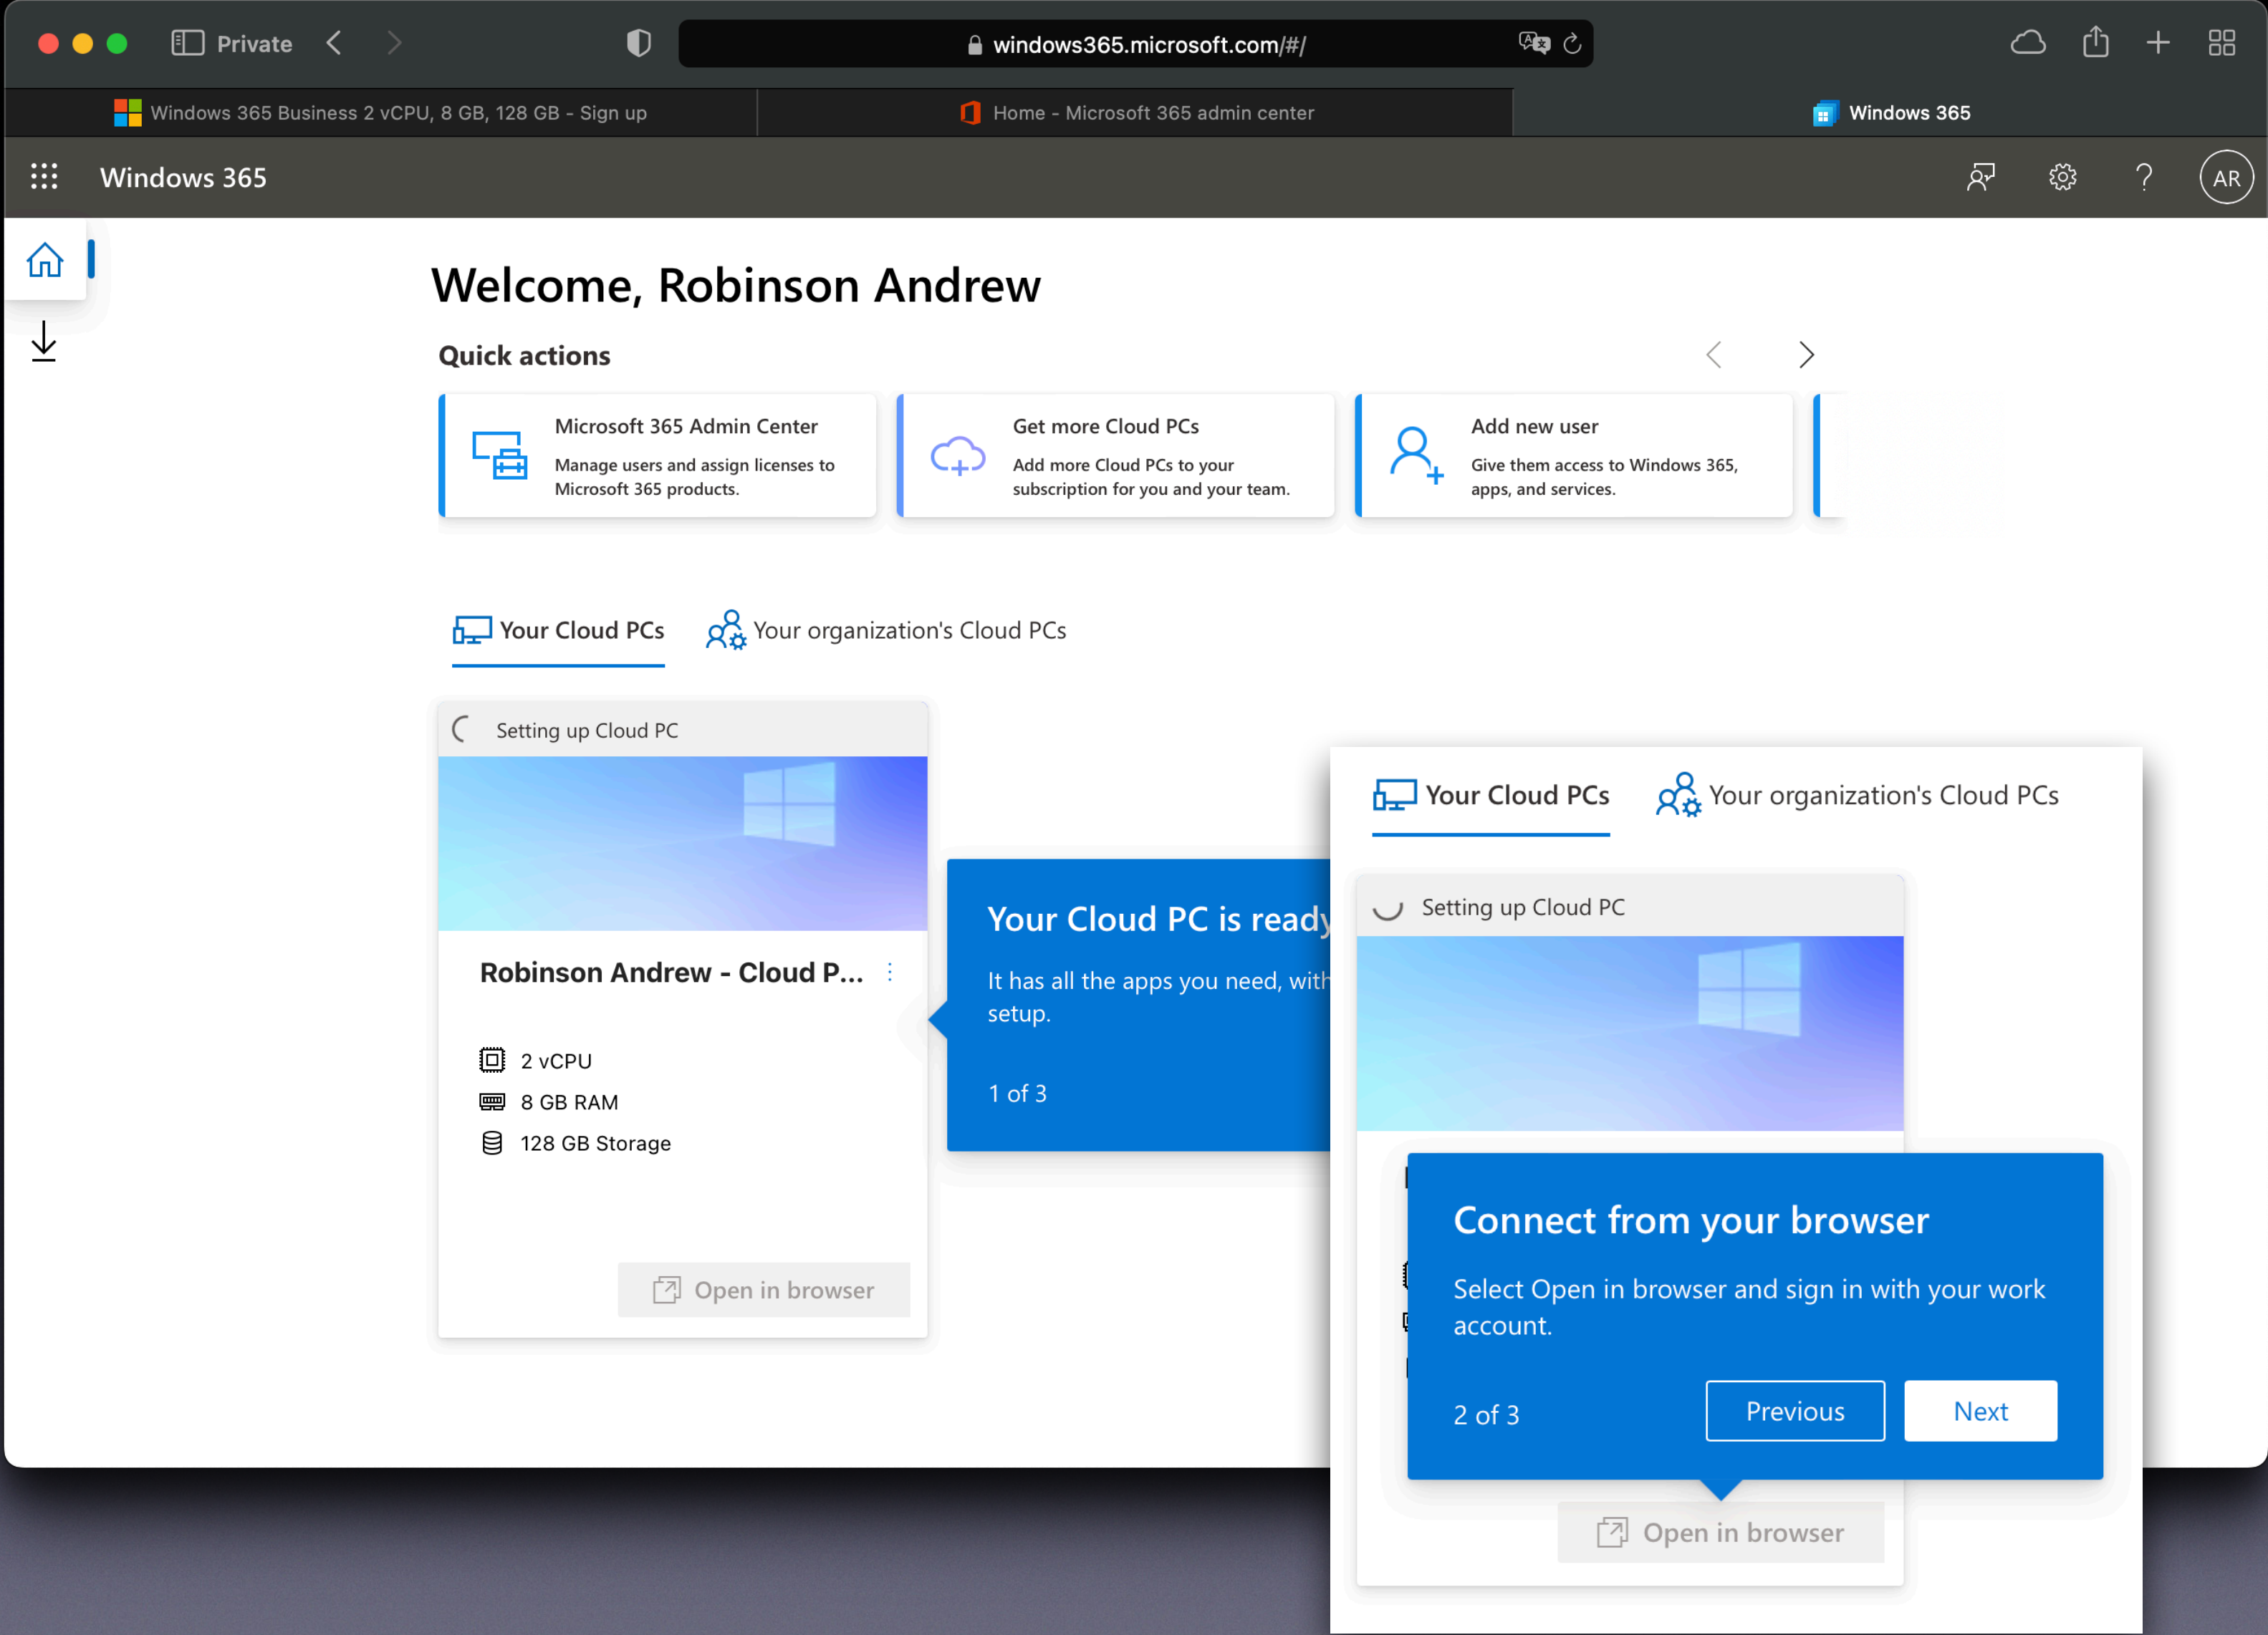 Private
windows365.microsoft.com/#/
Windows 365 Business 2 vCPU, 8 GB, 128 GB - Sign up
Home - Microsoft 365 admin center
Windows 365
Windows 365
AR
Welcome, Robinson Andrew
Quick actions
Microsoft 365 Admin Center
Manage users and assign licenses to
Microsoft 365 products.
Get more Cloud PCs
Add more Cloud PCs to your
subscription for you and your team.
Add new user
Give them access to Windows 365,
apps, and services.
Your Cloud PCs
Your organization's Cloud PCs
Setting up Cloud PC
Robinson Andrew - Cloud P...
2 vCPU
8 GB RAM
128 GB Storage
Open in browser
Your Cloud PC is ready
It has all the apps you need, with
setup.
1 of 3
Your Cloud PCs
Your organization's Cloud PCs
Setting up Cloud PC
Connect from your browser
Select Open in browser and sign in with your work
account.
2 of 3
Previous
Next
Open in browser